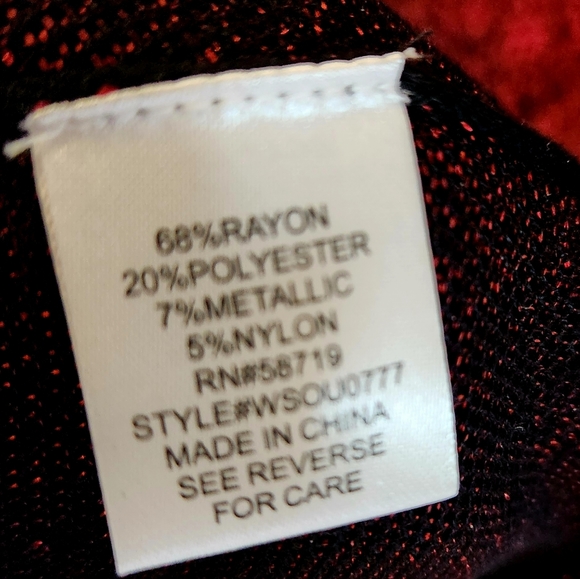 68%RAYON
20%POLYESTER
7%METALLIC
5%NYLON
RN#58719
STYLE#WSOU0777
MADE IN CHINA
SEE REVERSE
FOR CARE